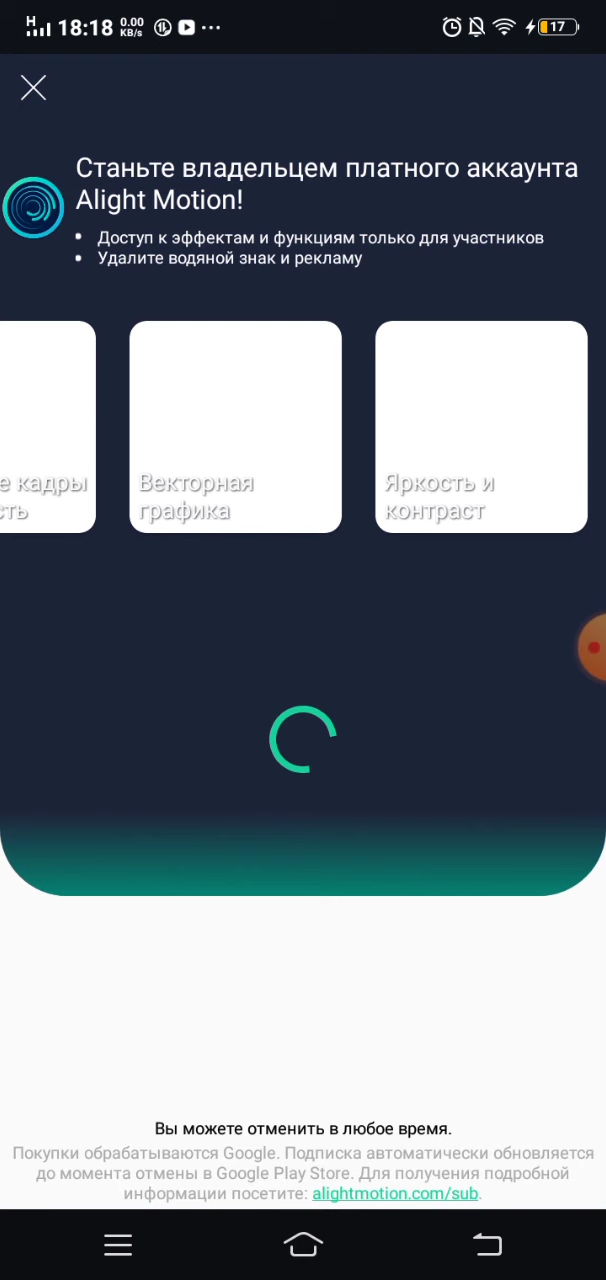 H 18:18 0.00 KB/s 17
Станьте владельцем платного аккаунта
Alight Motion!
• Доступ к эффектам и функциям только для участников
• Удалите водяной знак и рекламу
е кадры
сть
Векторная
графика
Яркость и
контраст
Вы можете отменить в любое время.
Покупки обрабатываются Google. Подписка автоматически обновляется
до момента отмены в Google Play Store. Для получения подробной
информации посетите: alightmotion.com/sub.